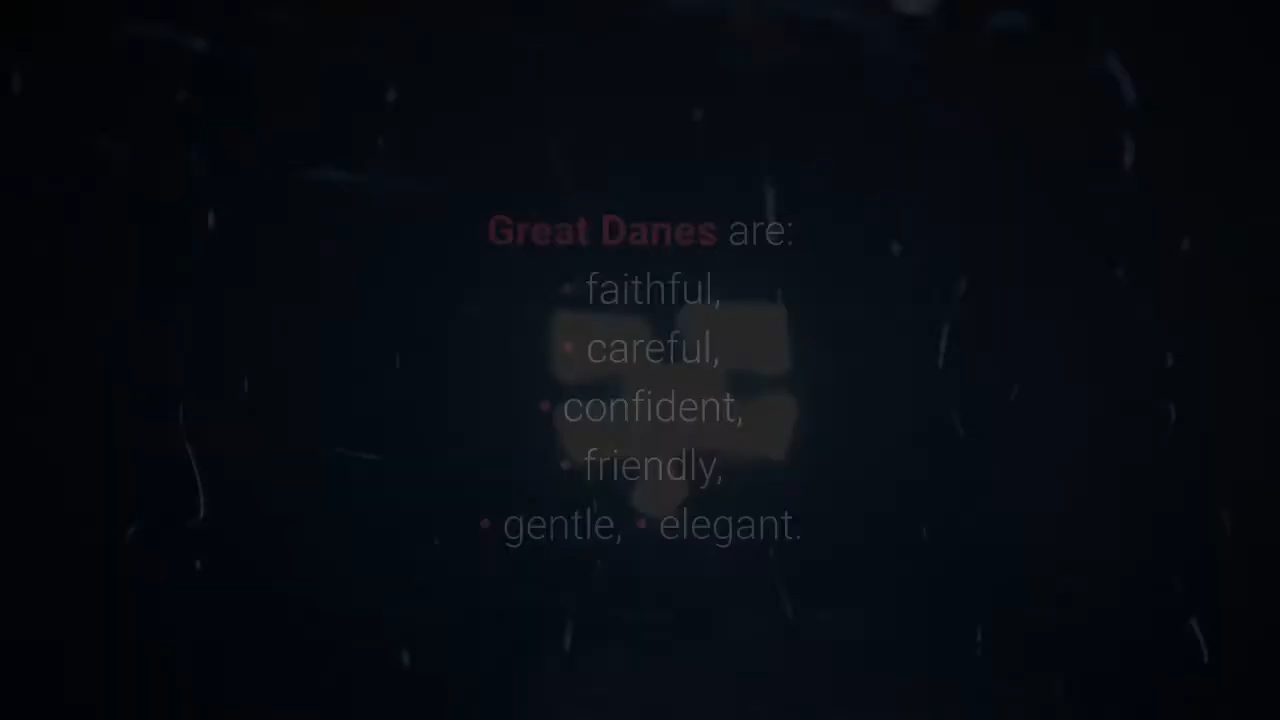 Great Danes are:
• faithful,
• careful,
• confident,
• friendly,
• gentle, • elegant.